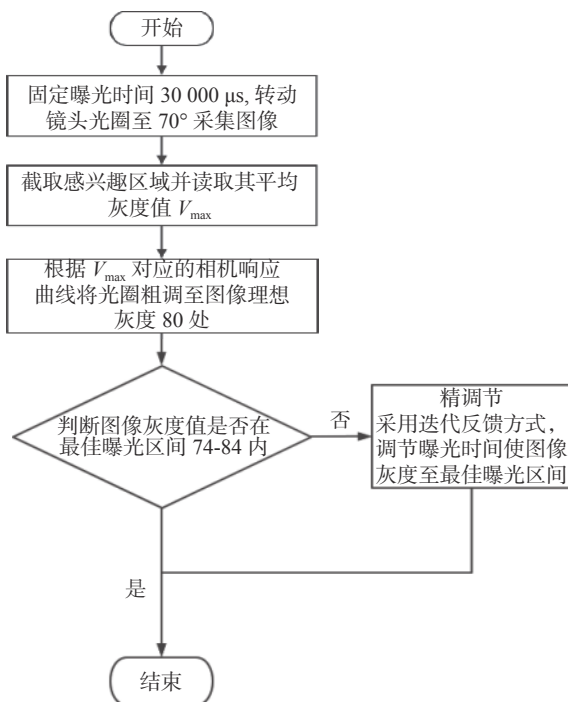 开始
固定曝光时间 30 000 μs, 转动
镜头光圈至 70° 采集图像
截取感兴趣区域并读取其平均
灰度值 Vmax
根据 Vmax 对应的相机响应
曲线将光圈粗调至图像理想
灰度 80 处
判断图像灰度值是否在
最佳曝光区间 74-84 内
否
精调节
采用迭代反馈方式，
调节曝光时间使图像
灰度至最佳曝光区间
是
结束